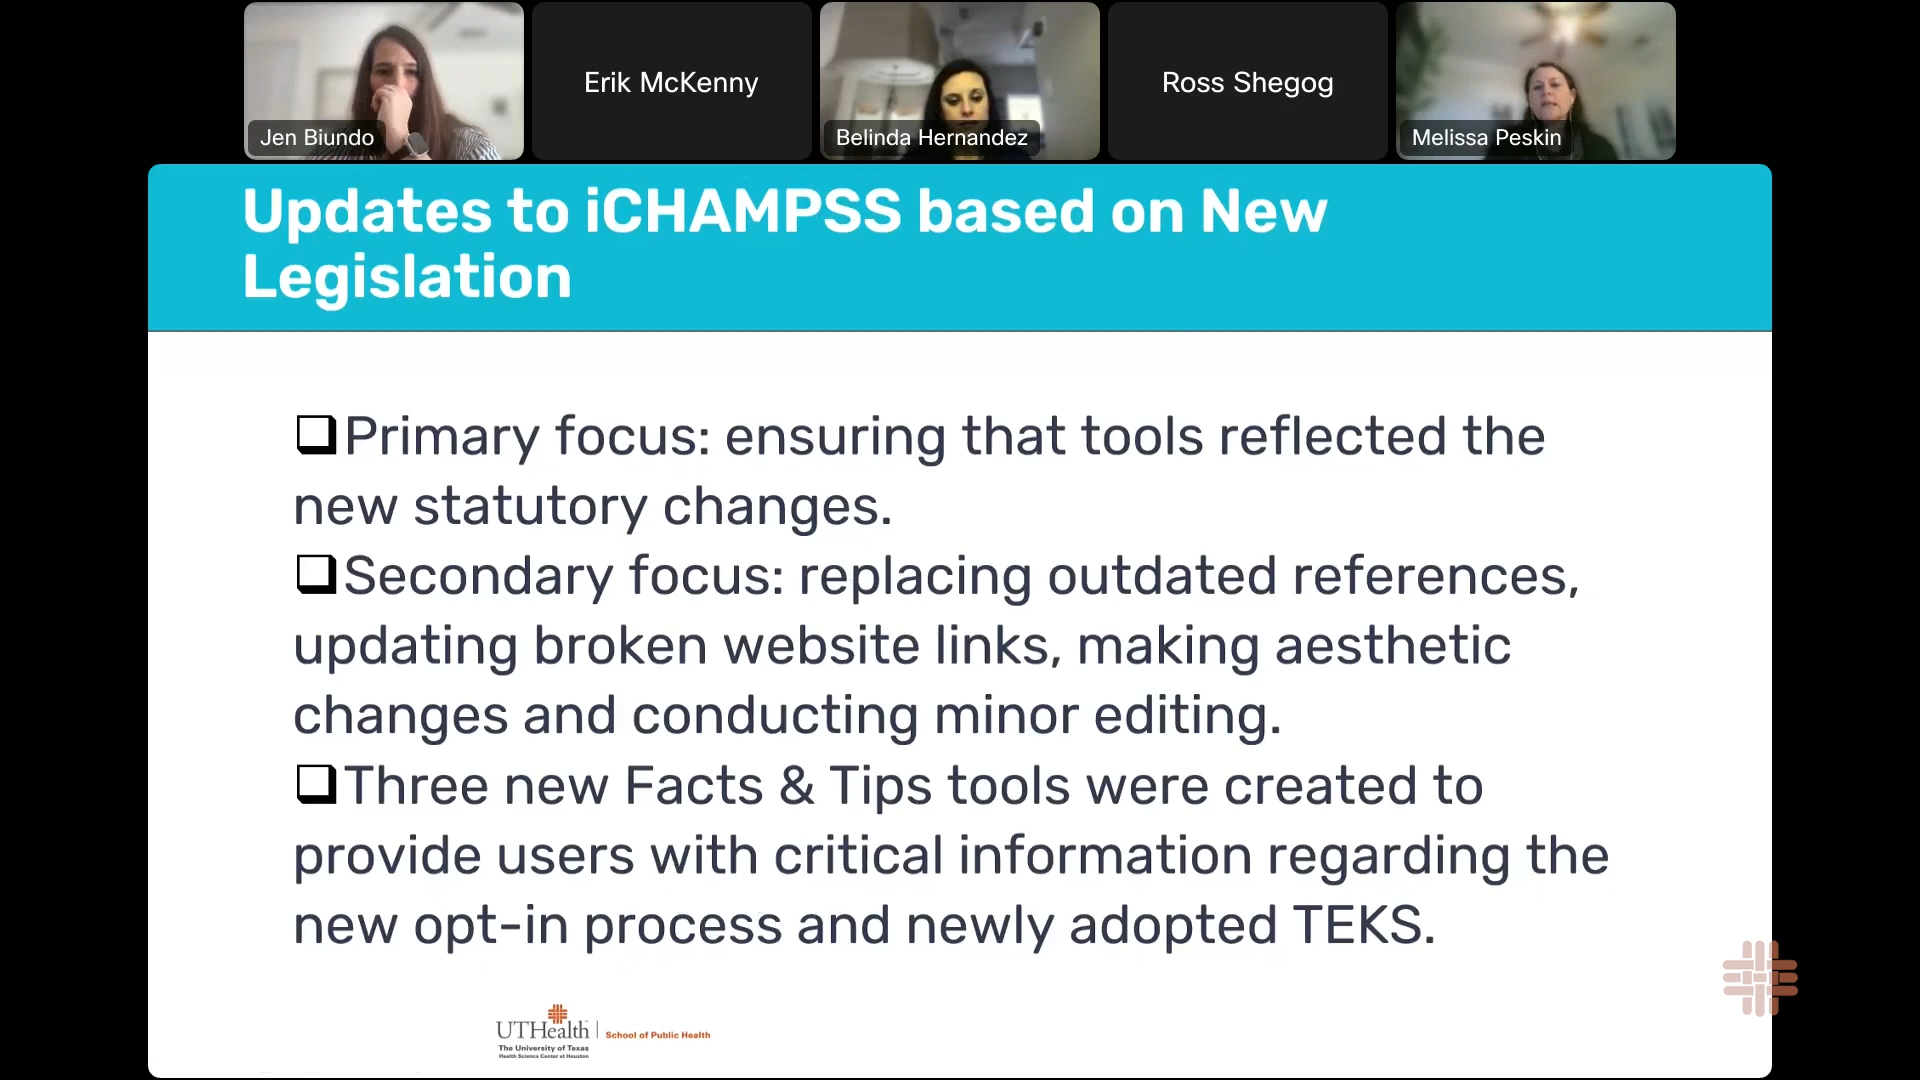 Jen Biundo
Erik McKenny
Belinda Hernandez
Ross Shegog
Melissa Peskin
Updates to iCHAMPSS based on New
Legislation
Primary focus: ensuring that tools reflected the
new statutory changes.
Secondary focus: replacing outdated references,
updating broken website links, making aesthetic
changes and conducting minor editing.
Three new Facts & Tips tools were created to
provide users with critical information regarding the
new opt-in process and newly adopted TEKS.
UTHealth | School of Public Health
The University of Texas
Health Science Center at Houston